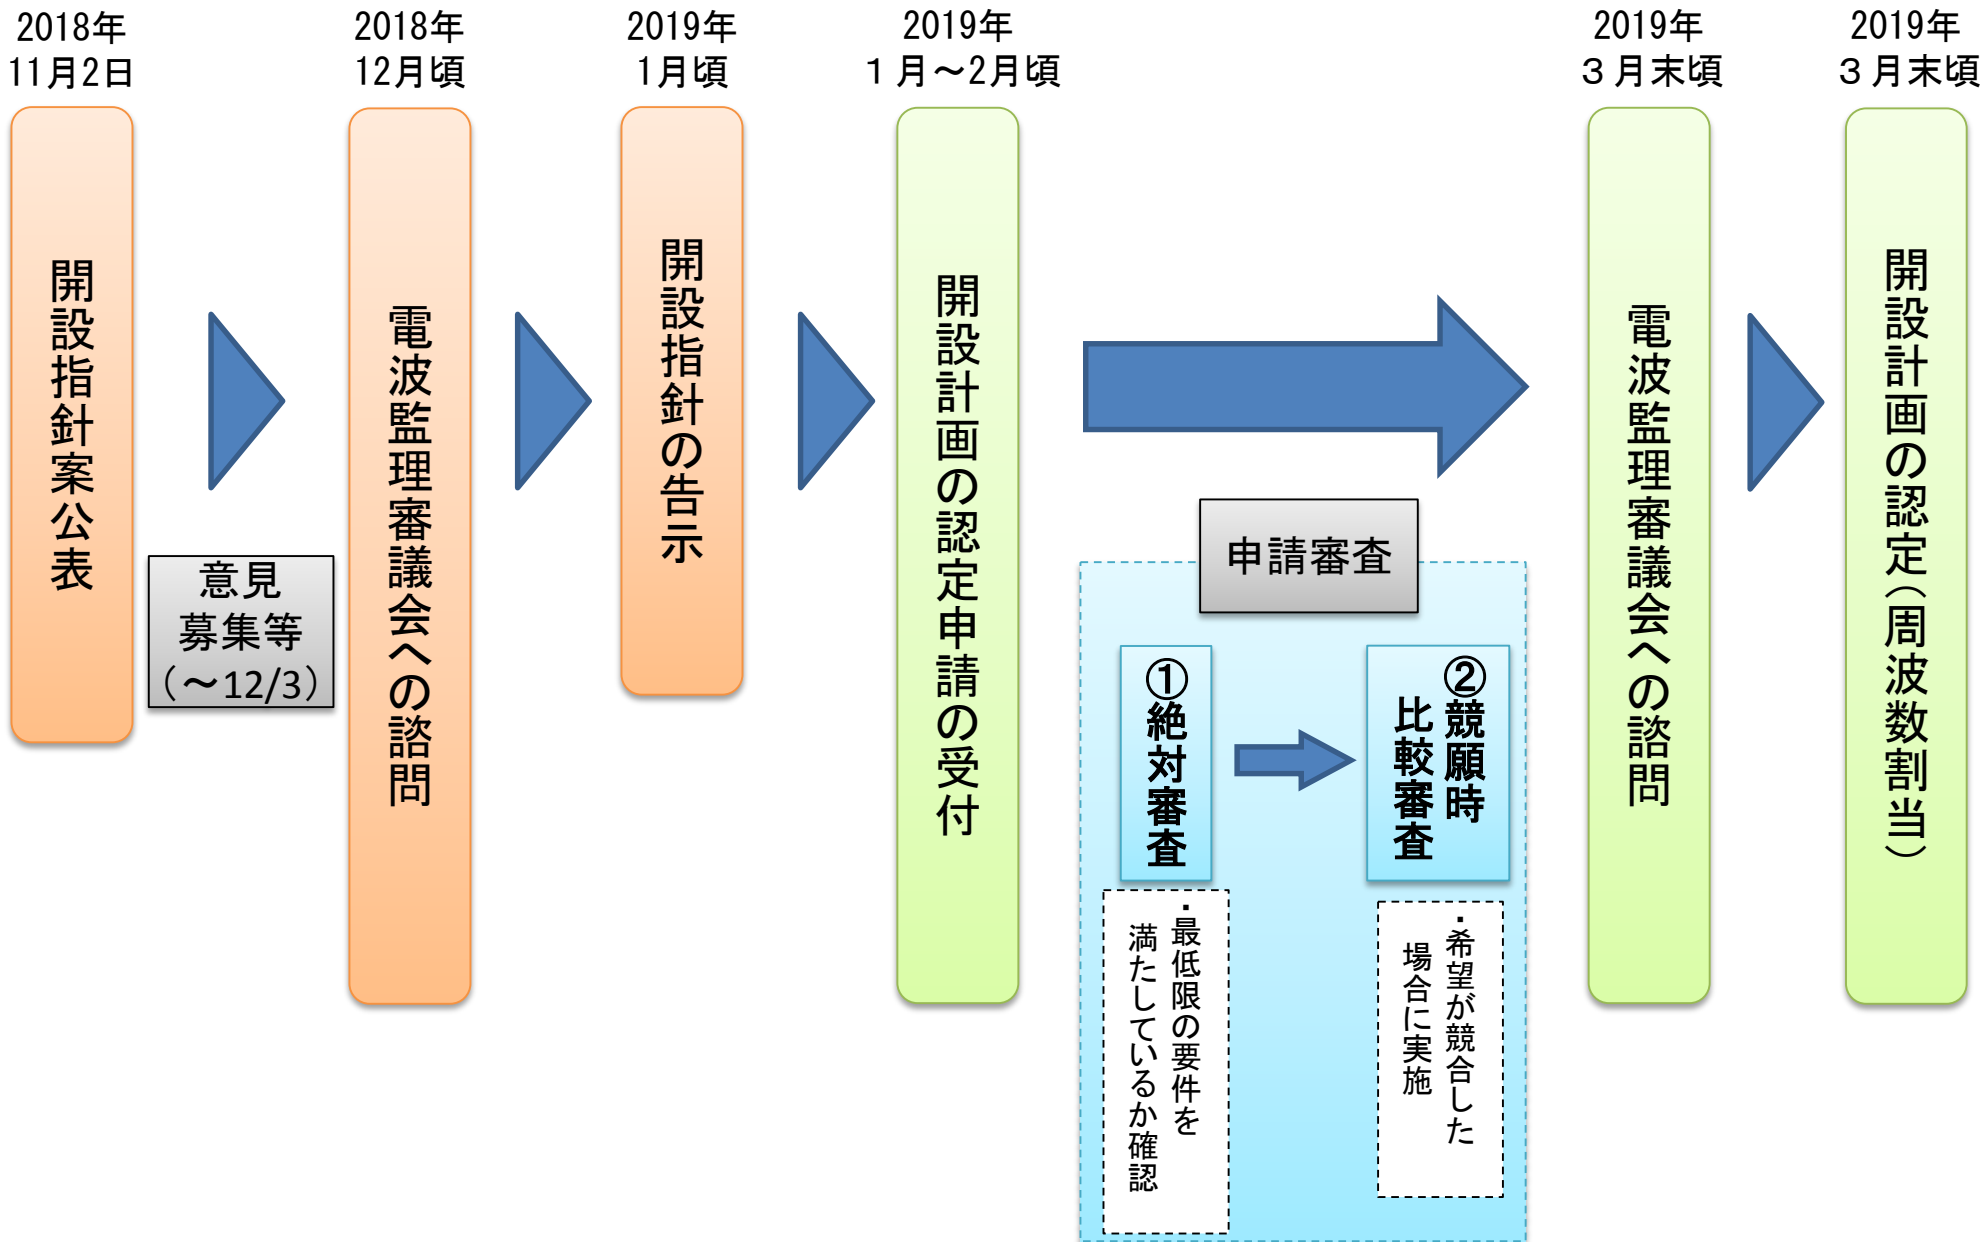 2018年
11月2日
開設指針案公表
意見
募集等
（～12/3）
2018年
12月頃
電波監理審議会への諮問
2019年
1月頃
開設指針の告示
2019年
１月～2月頃
開設計画の認定申請の受付
申請審査
①絶対審査
・最低限の要件を
満たしているか確認
②競願時
比較審査
・希望が競合した
場合に実施
2019年
３月末頃
電波監理審議会への諮問
2019年
３月末頃
開設計画の認定（周波数割当）